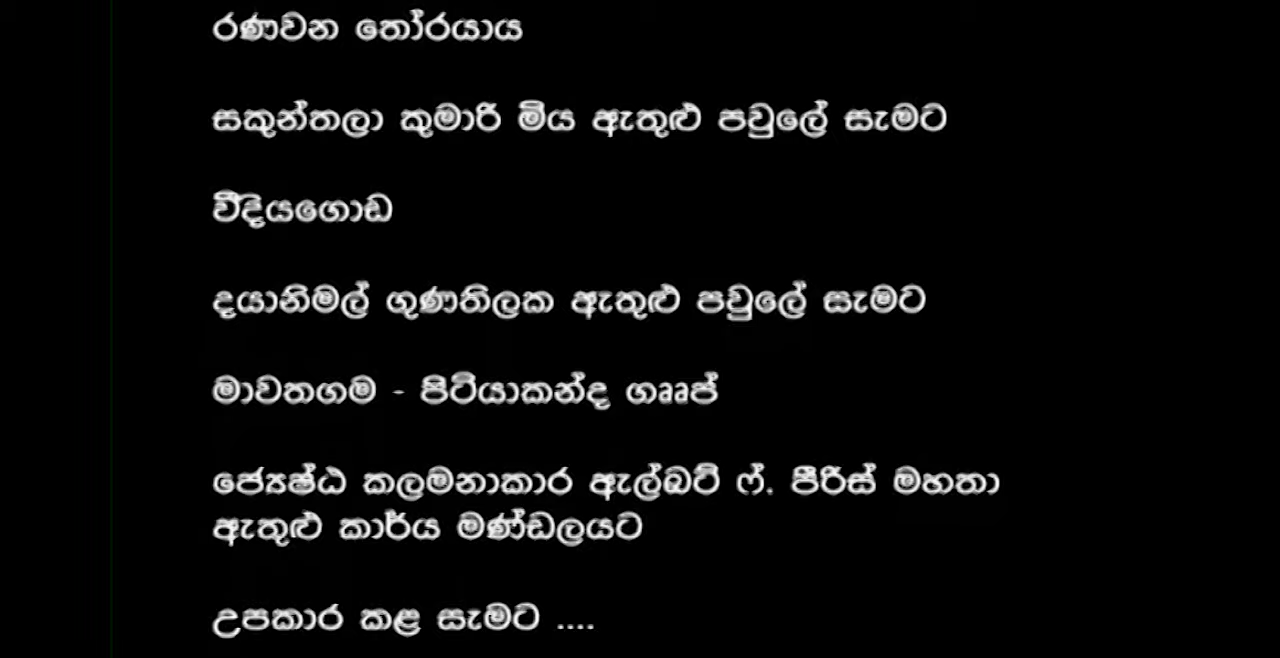 රණවන තෝරයාය
සකුන්තලා කුමාරි මිය ඇතුළු පවුලේ සැමට
වීදියගොඩ
දයානිමල් ගුණතිලක ඇතුළු පවුලේ සැමට
මාවතගම - පිටියාකන්ද ගෲප්
ජ්‍යෙෂ්ඨ කලමනාකාර ඇල්බට් ෆ්. පීරිස් මහතා
ඇතුළු කාර්ය මණ්ඩලයට
උපකාර කළ සැමට ....